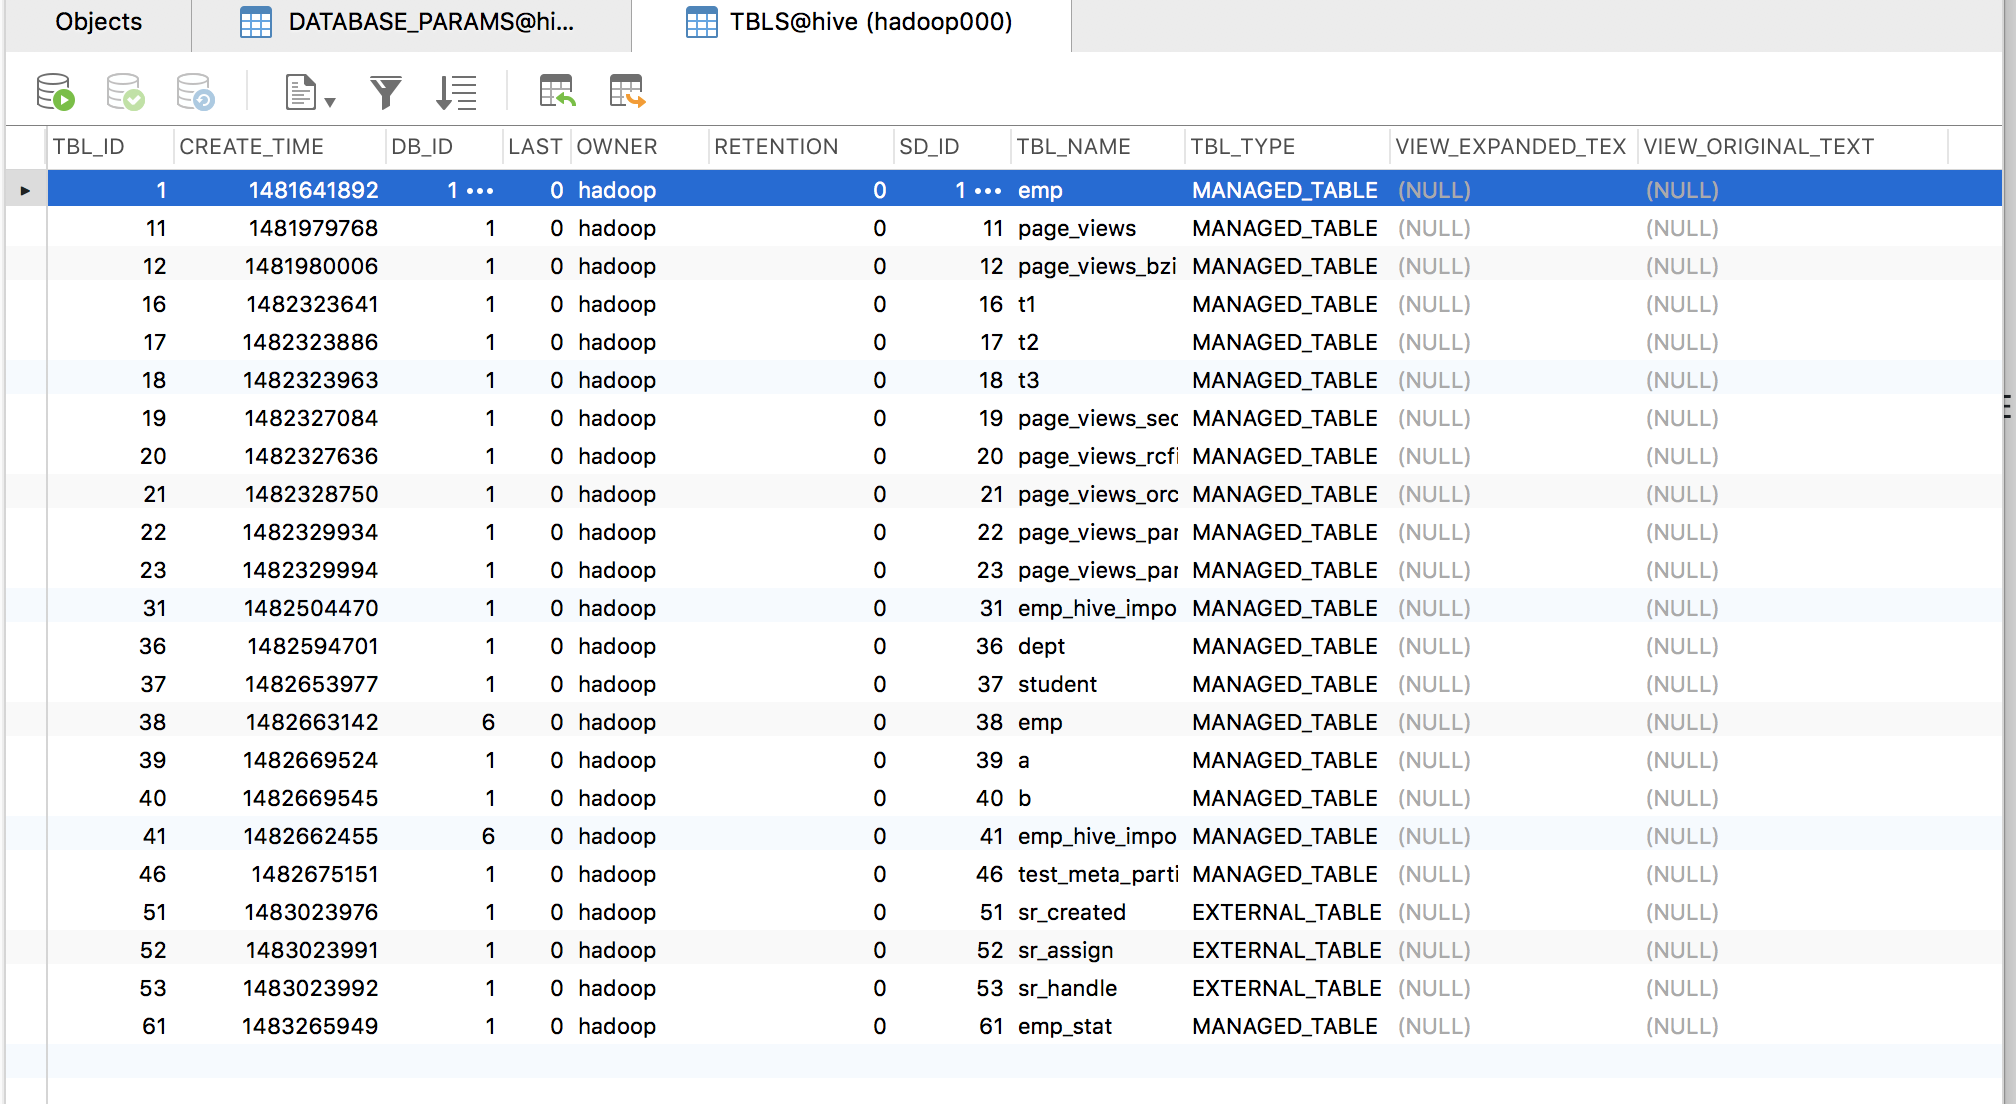 Objects DATABASE_PARAMS@hi... TBLS@hive (hadoop000)
TBL_ID CREATE_TIME DB_ID LAST OWNER RETENTION SD_ID TBL_NAME TBL_TYPE VIEW_EXPANDED_TEX VIEW_ORIGINAL_TEXT
1 1481641892 1 ••• 0 hadoop 0 1 ••• emp MANAGED_TABLE (NULL) (NULL)
11 1481979768 1 0 hadoop 0 11 page_views MANAGED_TABLE (NULL) (NULL)
12 1481980006 1 0 hadoop 0 12 page_views_bzi MANAGED_TABLE (NULL) (NULL)
16 1482323641 1 0 hadoop 0 16 t1 MANAGED_TABLE (NULL) (NULL)
17 1482323886 1 0 hadoop 0 17 t2 MANAGED_TABLE (NULL) (NULL)
18 1482323963 1 0 hadoop 0 18 t3 MANAGED_TABLE (NULL) (NULL)
19 1482327084 1 0 hadoop 0 19 page_views_sec MANAGED_TABLE (NULL) (NULL)
20 1482327636 1 0 hadoop 0 20 page_views_rcfi MANAGED_TABLE (NULL) (NULL)
21 1482328750 1 0 hadoop 0 21 page_views_orc MANAGED_TABLE (NULL) (NULL)
22 1482329934 1 0 hadoop 0 22 page_views_par MANAGED_TABLE (NULL) (NULL)
23 1482329994 1 0 hadoop 0 23 page_views_par MANAGED_TABLE (NULL) (NULL)
31 1482504470 1 0 hadoop 0 31 emp_hive_impo MANAGED_TABLE (NULL) (NULL)
36 1482594701 1 0 hadoop 0 36 dept MANAGED_TABLE (NULL) (NULL)
37 1482653977 1 0 hadoop 0 37 student MANAGED_TABLE (NULL) (NULL)
38 1482663142 6 0 hadoop 0 38 emp MANAGED_TABLE (NULL) (NULL)
39 1482669524 1 0 hadoop 0 39 a MANAGED_TABLE (NULL) (NULL)
40 1482669545 1 0 hadoop 0 40 b MANAGED_TABLE (NULL) (NULL)
41 1482662455 6 0 hadoop 0 41 emp_hive_impo MANAGED_TABLE (NULL) (NULL)
46 1482675151 1 0 hadoop 0 46 test_meta_parti MANAGED_TABLE (NULL) (NULL)
51 1483023976 1 0 hadoop 0 51 sr_created EXTERNAL_TABLE (NULL) (NULL)
52 1483023991 1 0 hadoop 0 52 sr_assign EXTERNAL_TABLE (NULL) (NULL)
53 1483023992 1 0 hadoop 0 53 sr_handle EXTERNAL_TABLE (NULL) (NULL)
61 1483265949 1 0 hadoop 0 61 emp_stat MANAGED_TABLE (NULL) (NULL)